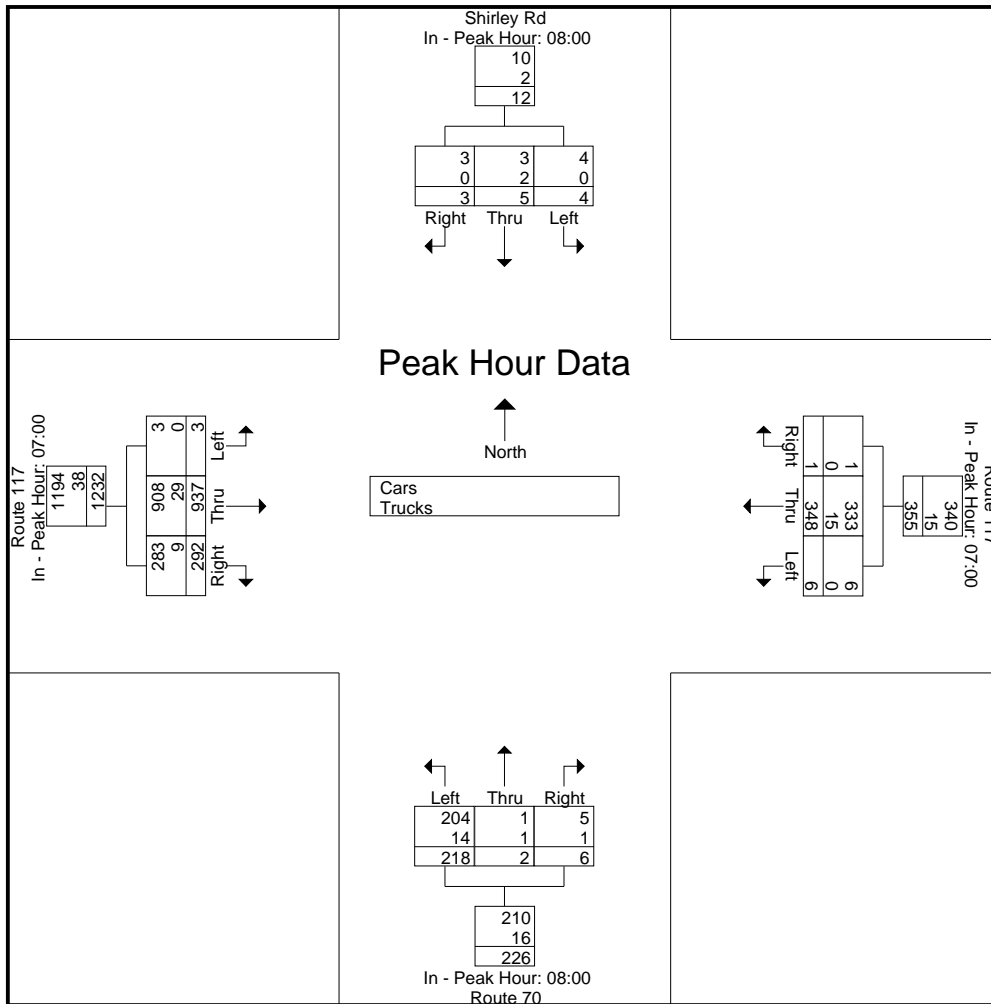 Shirley Rd
In - Peak Hour: 08:00
10
2
12
3 3 4
0 2 0
3 5 4
Right Thru Left
Peak Hour Data
North
Cars
Trucks
Route 117
In - Peak Hour: 07:00
1194
38
1232
3 0 3 Left
908 29 937 Thru
283 9 292 Right
Right 1 0 1
Thru 348 15 333
Left 6 0 6
355 15 340
In - Peak Hour: 07:00
Route 117
Left Thru Right
204 1 5
14 1 1
218 2 6
210
16
226
In - Peak Hour: 08:00
Route 70